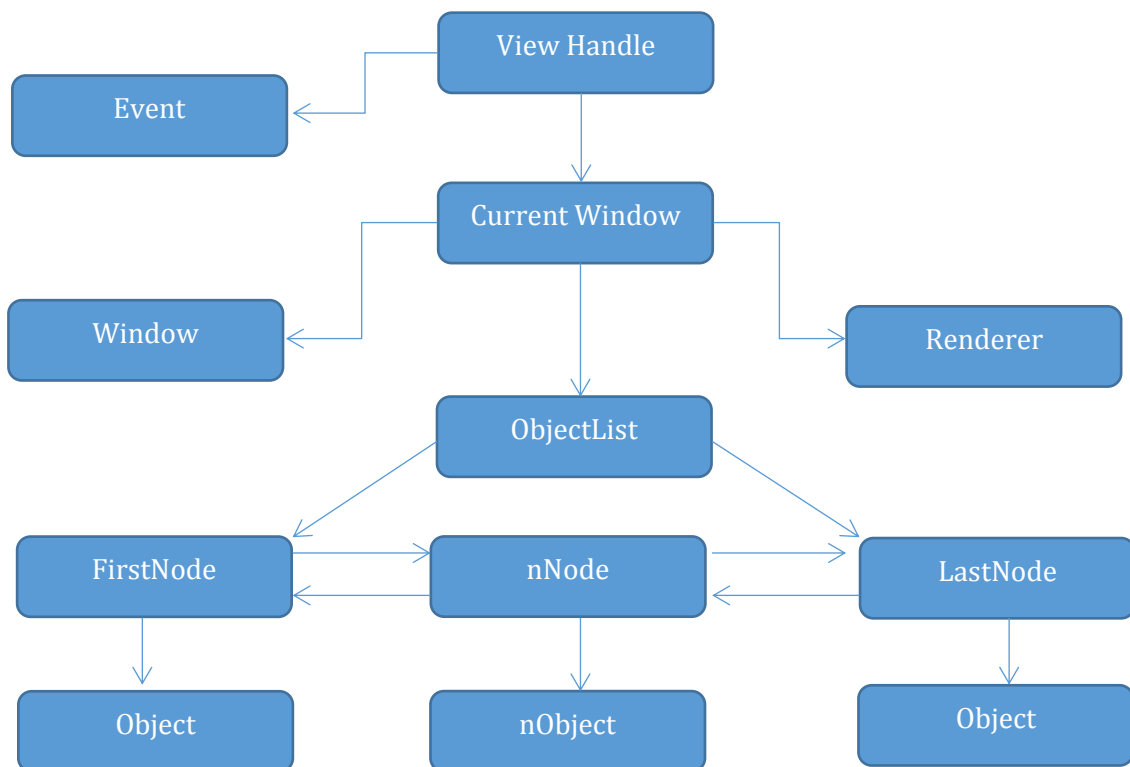 View Handle
Event
Current Window
Window
Renderer
ObjectList
FirstNode
nNode
LastNode
Object
nObject
Object